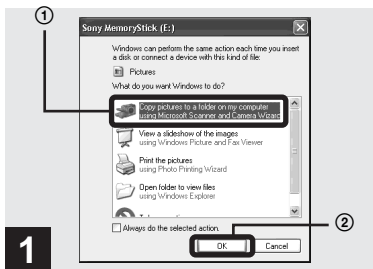 ①
Sony MemoryStick (E:)
Windows can perform the same action each time you insert
a disk or connect a device with this kind of file:
Pictures
What do you want Windows to do?
Copy pictures to a folder on my computer
using Microsoft Scanner and Camera Wizard
View a slideshow of the images
using Windows Picture and Fax Viewer
Print the pictures
using Photo Printing Wizard
Open folder to view files
using Windows Explorer
Always do the selected action.
②
OK
Cancel
1